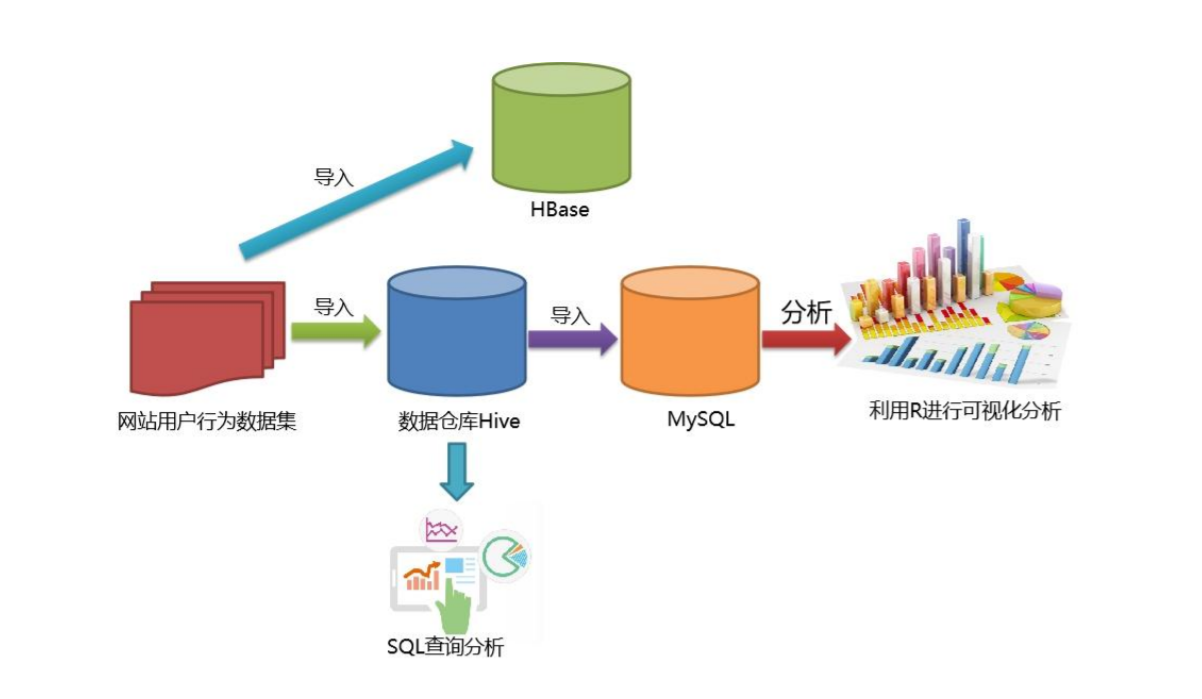 导入
HBase
导入
导入
分析
网站用户行为数据集
数据仓库Hive
MySQL
利用R进行可视化分析
SQL查询分析